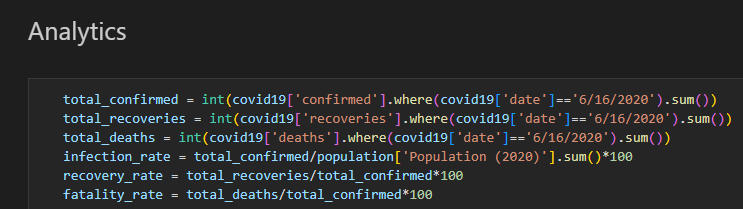 Analytics
total_confirmed = int(covid19['confirmed'].where(covid19['date']=='6/16/2020').sum())
total_recoveries = int(covid19['recoveries'].where(covid19['date']=='6/16/2020').sum())
total_deaths = int(covid19['deaths'].where(covid19['date']=='6/16/2020').sum())
infection_rate = total_confirmed/population['Population (2020)'].sum()*100
recovery_rate = total_recoveries/total_confirmed*100
fatality_rate = total_deaths/total_confirmed*100